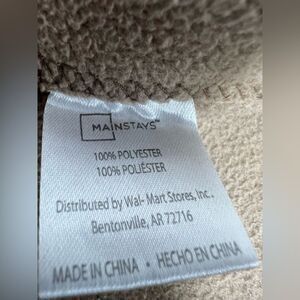 MAINSTAYS™
100% POLYESTER
100% POLIÉSTER
Distributed by Wal- Mart Stores, Inc.,
Bentonville, AR 72716
MADE IN CHINA • HECHO EN CHINA